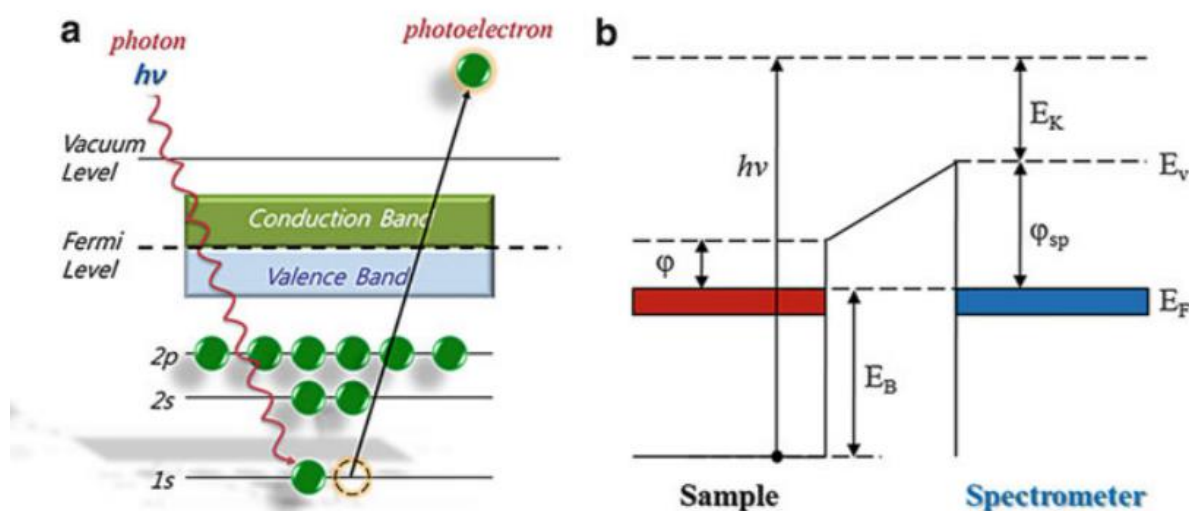 a
photon
hν
photoelectron
Vacuum
Level
Conduction Band
Fermi
Level
Valence Band
2p
2s
1s
b
E_K
hν
E_v
φ_sp
φ
E_F
E_B
Sample
Spectrometer